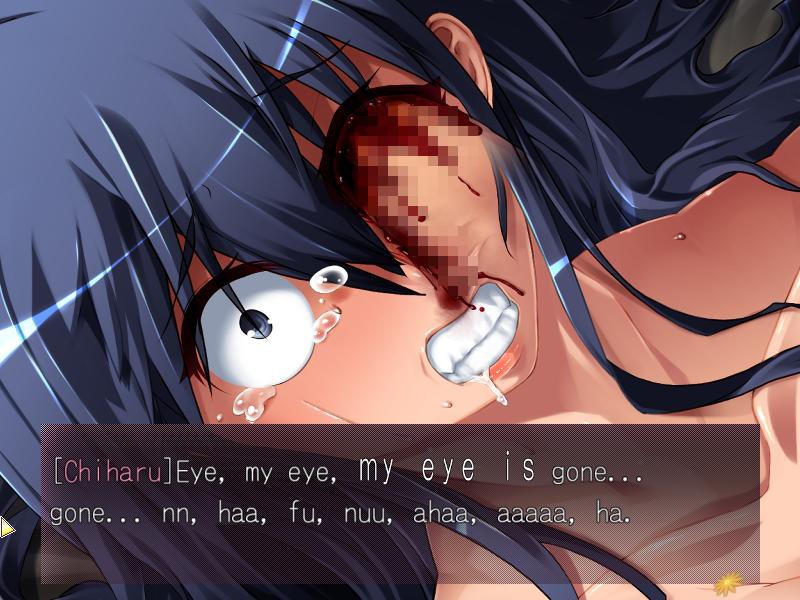 [Chiharu]Eye, my eye, my eye is gone...
gone... nn, haa, fu, nuu, ahaa, aaaaa, ha.